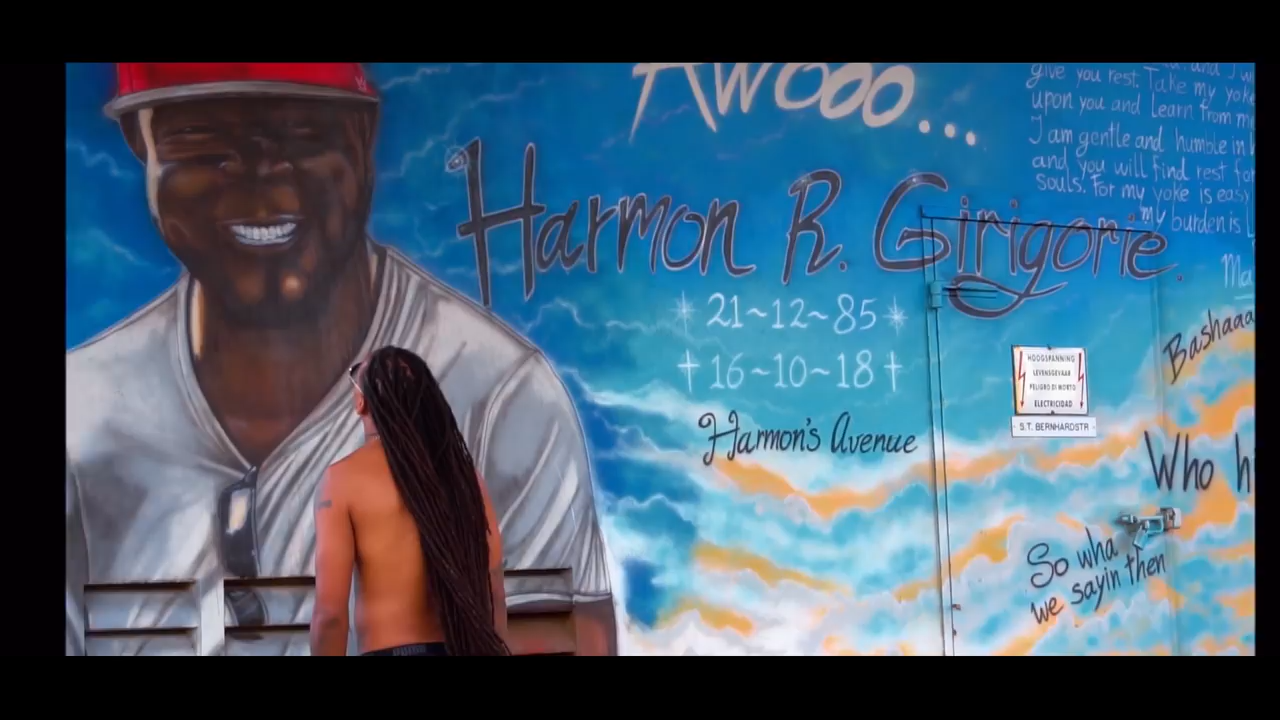 Awooo...
Harmon R. Girigorie.
21~12~85
16~10~18
Harmon's Avenue
give you rest. Take my yoke
upon you and Learn from me
I am gentle and humble in
and you will find rest for
souls. For my yoke is easy
my burden is
Ma
Bashaaa
HOOGSPANNING
LEVENSGEVAAR
PELIGRO DI MORTO
ELECTRICIDAD
S.T. BERNHARDSTR
Who h
So wha
we sayin then